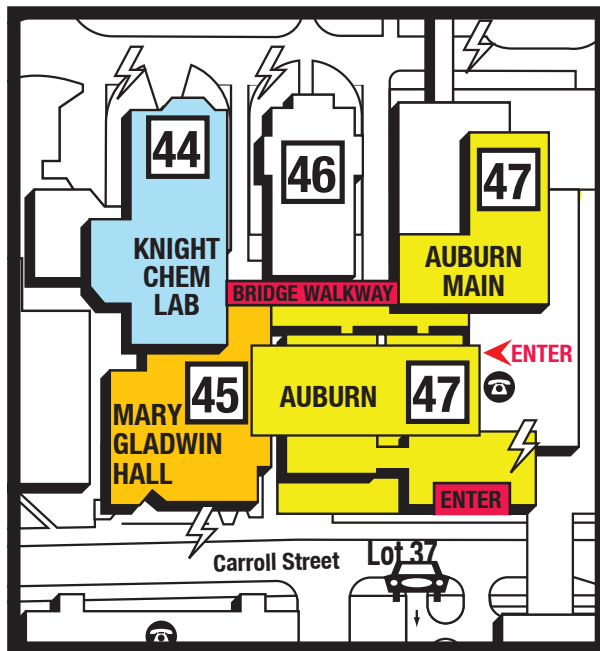 44
46
47
KNIGHT
CHEM
LAB
AUBURN
MAIN
BRIDGE WALKWAY
ENTER
45
AUBURN
47
MARY
GLADWIN
HALL
ENTER
Carroll Street
Lot 37